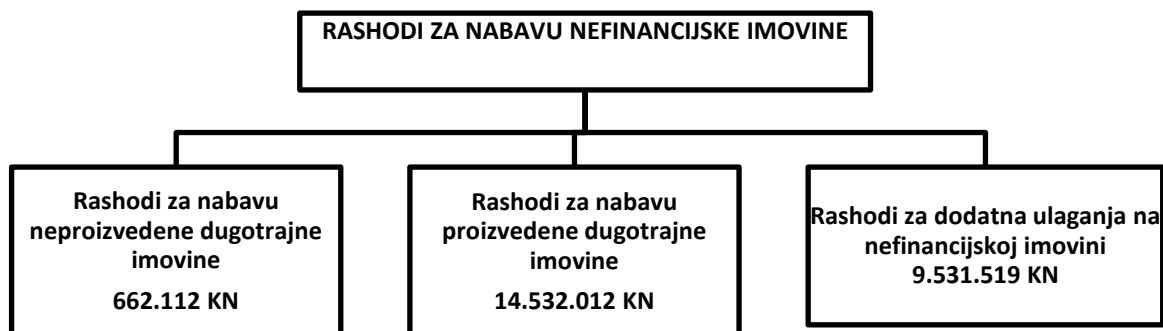 RASHODI ZA NABAVU NEFINANCIJSKE IMOVINE
Rashodi za nabavu
neproizvedene dugotrajne
imovine
662.112 KN
Rashodi za nabavu
proizvedene dugotrajne
imovine
14.532.012 KN
Rashodi za dodatna ulaganja na
nefinancijskoj imovini
9.531.519 KN